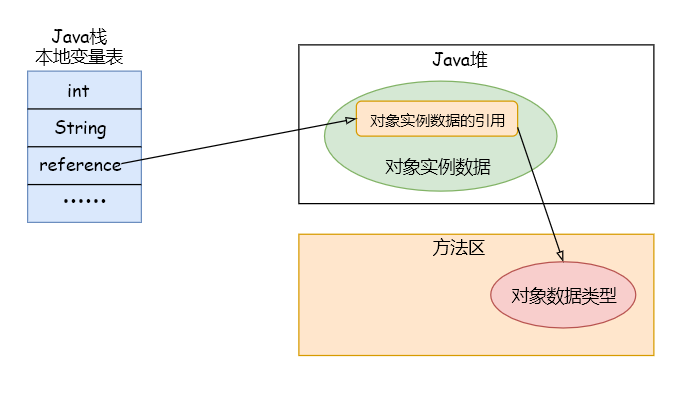 Java栈
本地变量表
int
String
reference
······
Java堆
对象实例数据的引用
对象实例数据
方法区
对象数据类型